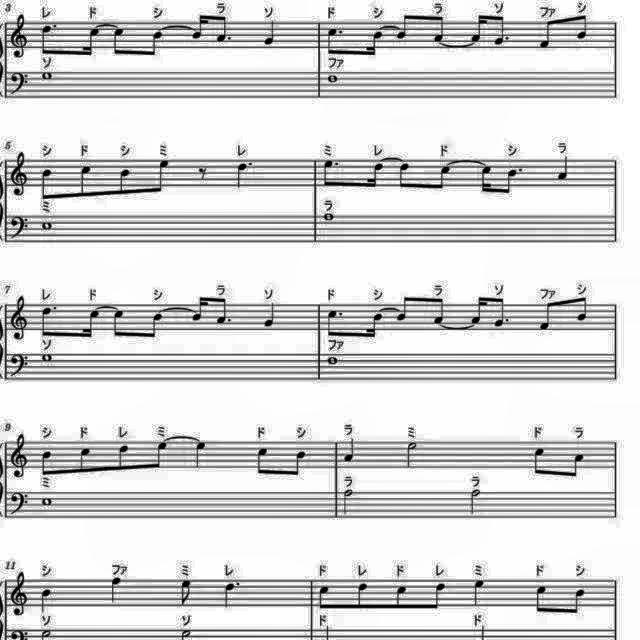 3 レ ド シ ラ ソ ド シ ラ ソ ファ シ
ソ ファ
5 シ ド シ ミ レ ミ レ ド シ ラ
ミ ラ
7 レ ド シ ラ ソ ド シ ラ ソ ファ シ
ソ ファ
9 シ ド レ ミ ド シ ラ ミ ド ラ
ミ ラ ラ
11 シ ファ ミ レ ド レ ド レ ミ ド シ
ソ ソ ド ド